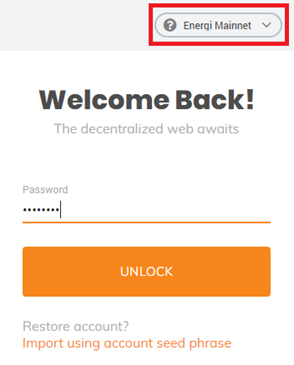 Energi Mainnet
Welcome Back!
The decentralized web awaits
Password
••••••••
UNLOCK
Restore account?
Import using account seed phrase